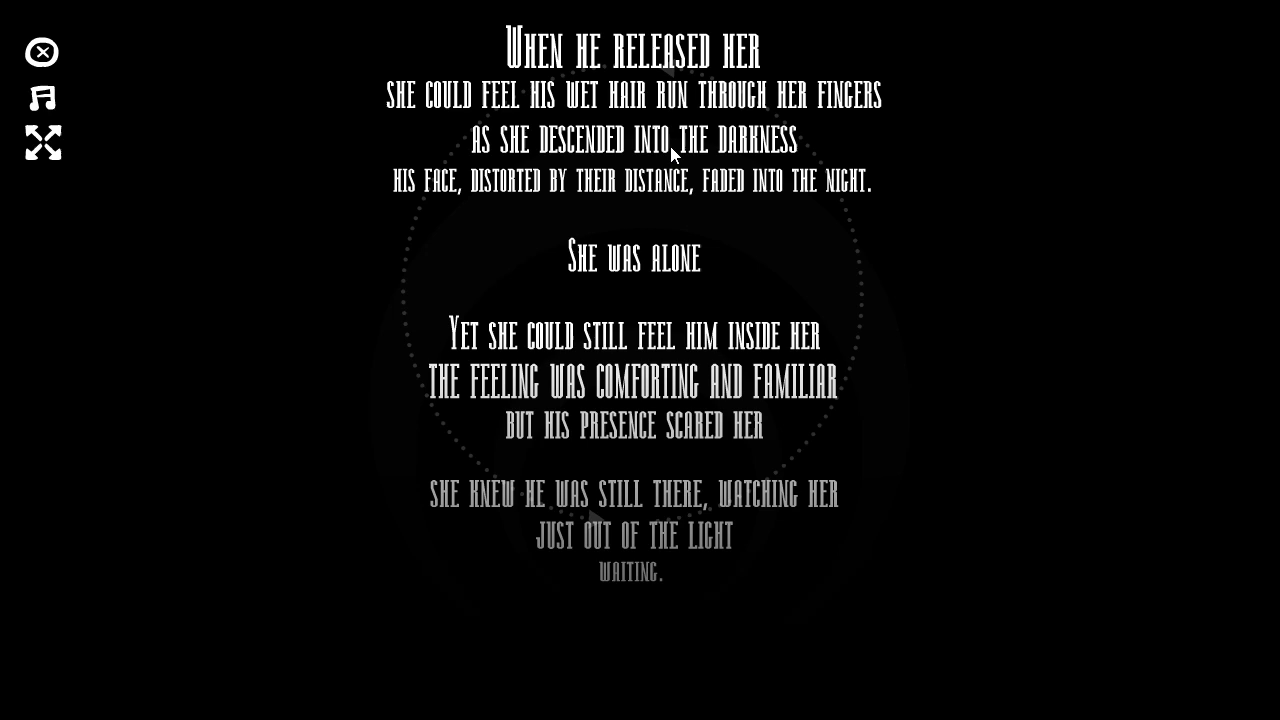 When he released her
she could feel his wet hair run through her fingers
as she descended into the darkness
his face, distorted by their distance, faded into the night.
She was alone
Yet she could still feel him inside her
the feeling was comforting and familiar
but his presence scared her
she knew he was still there, watching her
just out of the light
waiting.